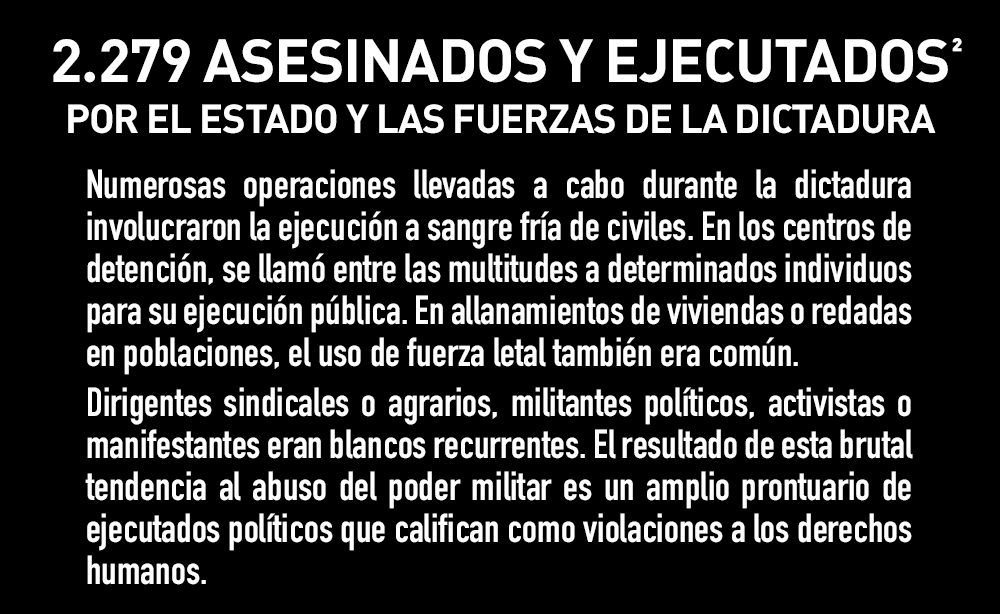 2.279 ASESINADOS Y EJECUTADOS²
POR EL ESTADO Y LAS FUERZAS DE LA DICTADURA
Numerosas operaciones llevadas a cabo durante la dictadura
involucraron la ejecución a sangre fría de civiles. En los centros de
detención, se llamó entre las multitudes a determinados individuos
para su ejecución pública. En allanamientos de viviendas o redadas
en poblaciones, el uso de fuerza letal también era común.
Dirigentes sindicales o agrarios, militantes políticos, activistas o
manifestantes eran blancos recurrentes. El resultado de esta brutal
tendencia al abuso del poder militar es un amplio prontuario de
ejecutados políticos que califican como violaciones a los derechos
humanos.